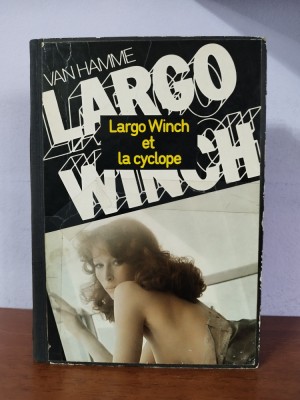 VAN HAMME
LARGO
Largo Winch
et
la cyclope
WINCH